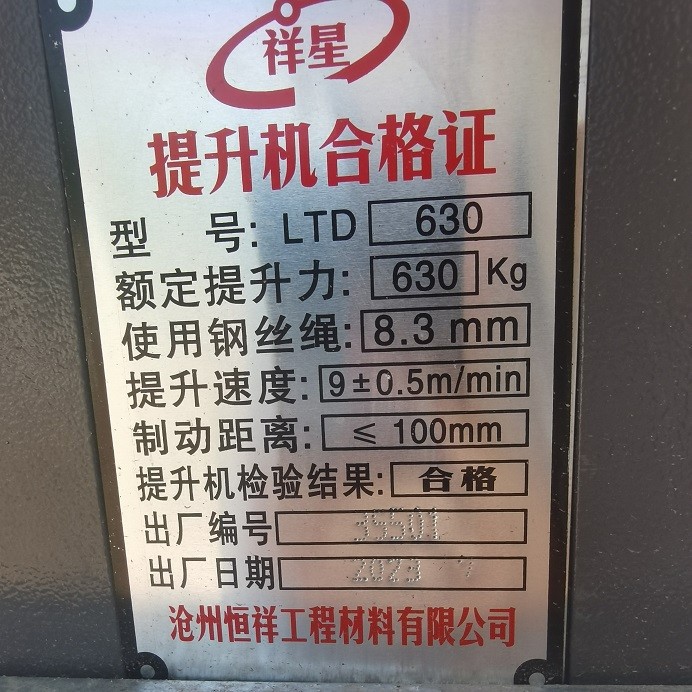 祥星
提升机合格证
型 号: LTD 630
额定提升力: 630 Kg
使用钢丝绳: 8.3 mm
提升速度: 9±0.5m/min
制动距离: ≤ 100mm
提升机检验结果: 合格
出厂编号 35501
出厂日期 2023 9
沧州恒祥工程材料有限公司